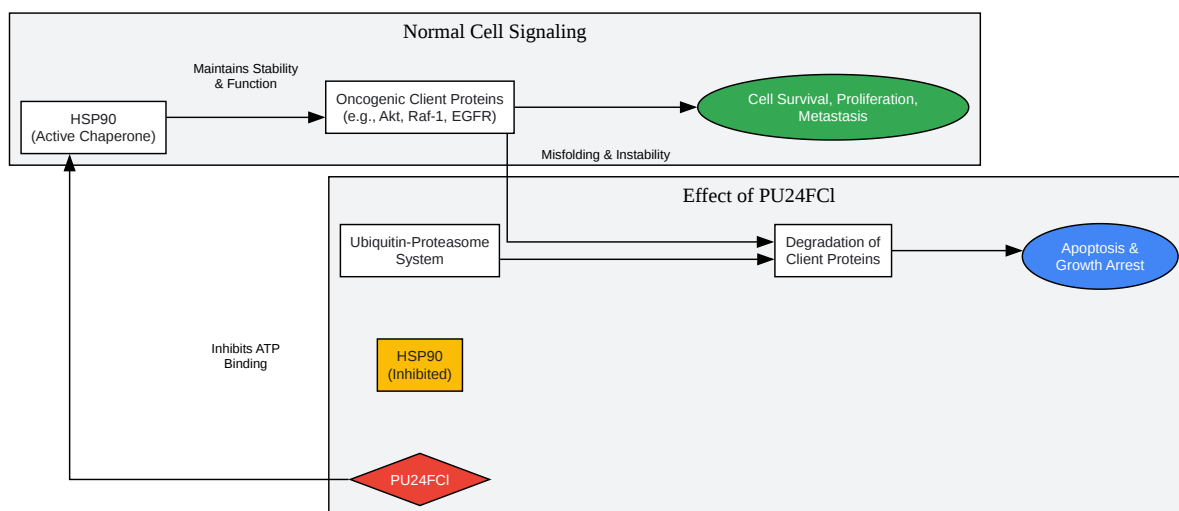 Normal Cell Signaling
Maintains Stability
& Function
HSP90
(Active Chaperone)
Oncogenic Client Proteins
(e.g., Akt, Raf-1, EGFR)
Cell Survival, Proliferation,
Metastasis
Misfolding & Instability
Effect of PU24FCl
Ubiquitin-Proteasome
System
Degradation of
Client Proteins
Apoptosis &
Growth Arrest
Inhibits ATP
Binding
HSP90
(Inhibited)
PU24FCl